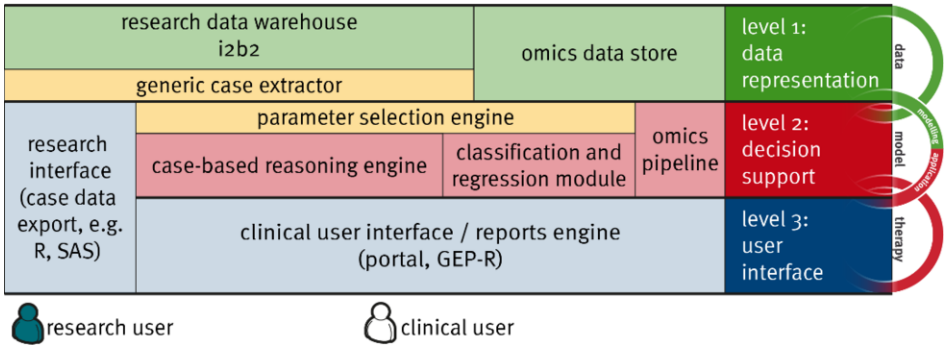 research data warehouse
i2b2
generic case extractor
omics data store
level 1:
data
representation
data
research
interface
(case data
export, e.g.
R, SAS)
parameter selection engine
case-based reasoning engine
classification and
regression module
omics
pipeline
level 2:
decision
support
modelling
model
application
clinical user interface / reports engine
(portal, GEP-R)
level 3:
user
interface
therapy
research user
clinical user